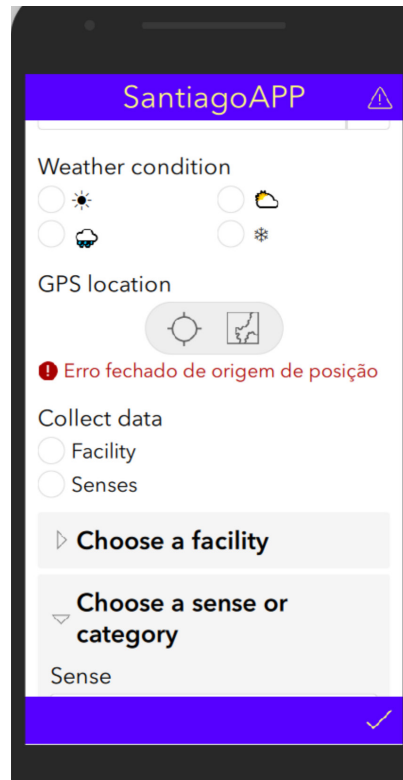 SantiagoAPP
Weather condition
GPS location
Erro fechado de origem de posição
Collect data
Facility
Senses
Choose a facility
Choose a sense or
category
Sense